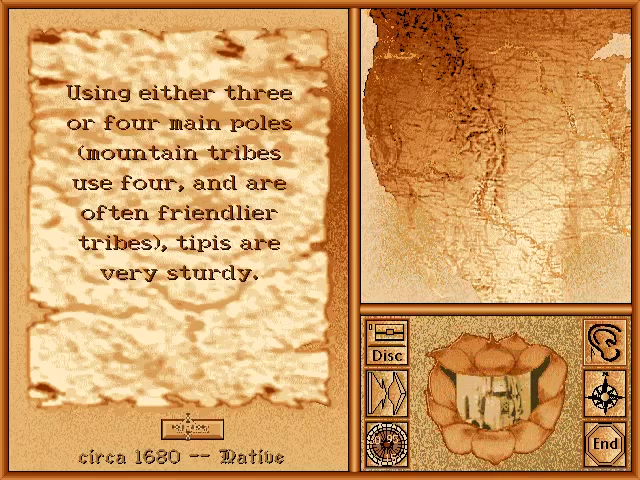 Using either three
or four main poles
(mountain tribes
use four, and are
often friendlier
tribes), tipis are
very sturdy.
circa 1680 -- Native
Disc
End